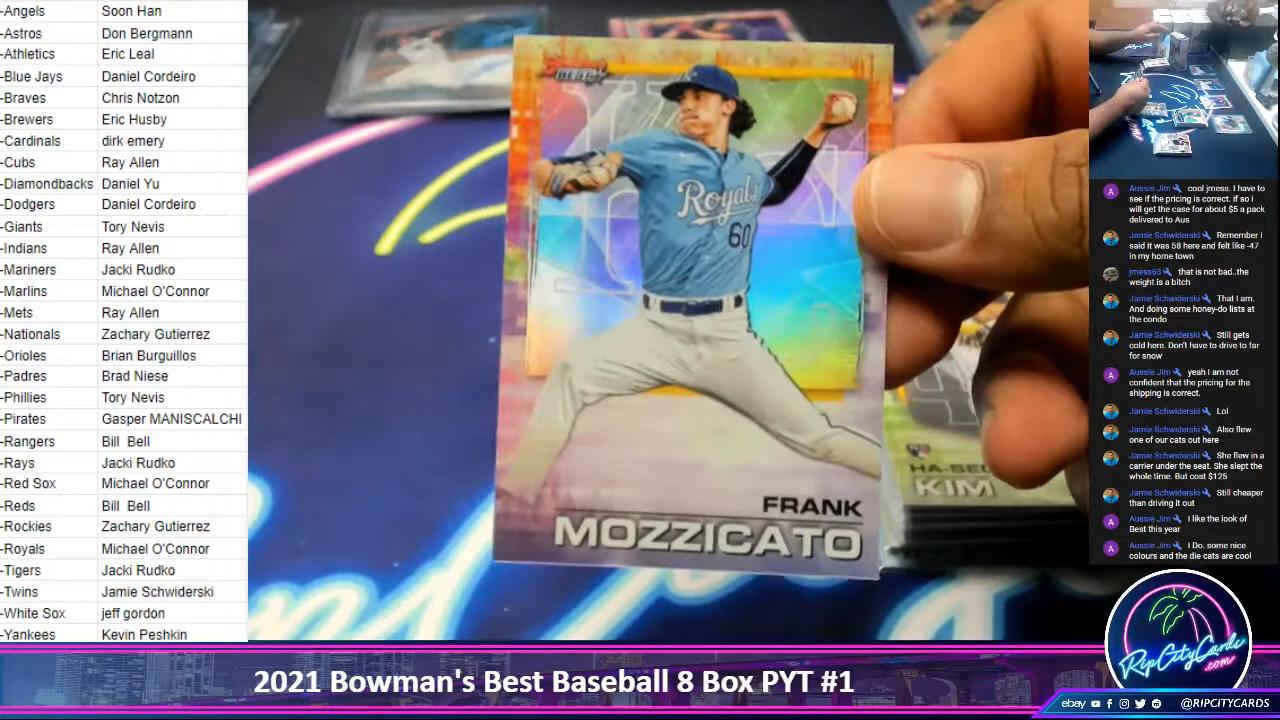 -Angels Soon Han
-Astros Don Bergmann
-Athletics Eric Leal
-Blue Jays Daniel Cordeiro
-Braves Chris Notzon
-Brewers Eric Husby
-Cardinals dirk emery
-Cubs Ray Allen
-Diamondbacks Daniel Yu
-Dodgers Daniel Cordeiro
-Giants Tory Nevis
-Indians Ray Allen
-Mariners Jacki Rudko
-Marlins Michael O'Connor
-Mets Ray Allen
-Nationals Zachary Gutierrez
-Orioles Brian Burguillos
-Padres Brad Niese
-Phillies Tory Nevis
-Pirates Gasper MANISCALCHI
-Rangers Bill Bell
-Rays Jacki Rudko
-Red Sox Michael O'Connor
-Reds Bill Bell
-Rockies Zachary Gutierrez
-Royals Michael O'Connor
-Tigers Jacki Rudko
-Twins Jamie Schwiderski
-White Sox jeff gordon
-Yankees Kevin Peshkin
BEST
Royals
60
FRANK
MOZZICATO
HA-SEO
KIM
A Aussie Jim cool jmess. I have to
see if the pricing is correct. if so i
will get the case for about $5 a pack
delivered to Aus
Jamie Schwiderski Remember I
said it was 58 here and felt like -47
in my home town
jmess63 that is not bad..the
weight is a bitch
Jamie Schwiderski That I am.
And doing some honey-do lists at
the condo
Jamie Schwiderski Still gets
cold here. Don't have to drive to far
for snow
A Aussie Jim yeah I am not
confident that the pricing for the
shipping is correct.
Jamie Schwiderski Lol
Jamie Schwiderski Also flew
one of our cats out here
Jamie Schwiderski She flew in a
carrier under the seat. She slept the
whole time. But cost $125
Jamie Schwiderski Still cheaper
than driving it out
A Aussie Jim I like the look of
Best this year
A Aussie Jim I Do. some nice
colours and the die cats are cool
RipCityCards
.com
2021 Bowman's Best Baseball 8 Box PYT #1
ebay @RIPCITYCARDS